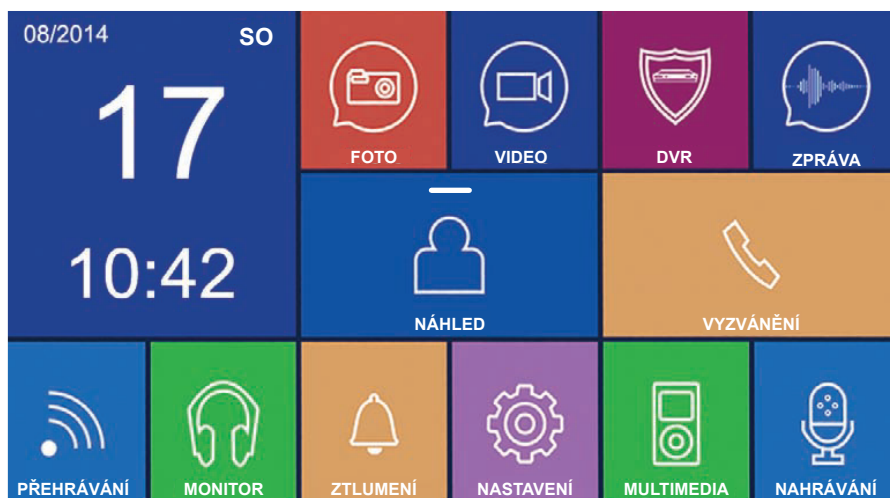 08/2014 SO
17
10:42
FOTO
VIDEO
DVR
ZPRÁVA
NÁHLED
VYZVÁNĚNÍ
PŘEHRÁVÁNÍ
MONITOR
ZTLUMENÍ
NASTAVENÍ
MULTIMEDIA
NAHRÁVÁNÍ